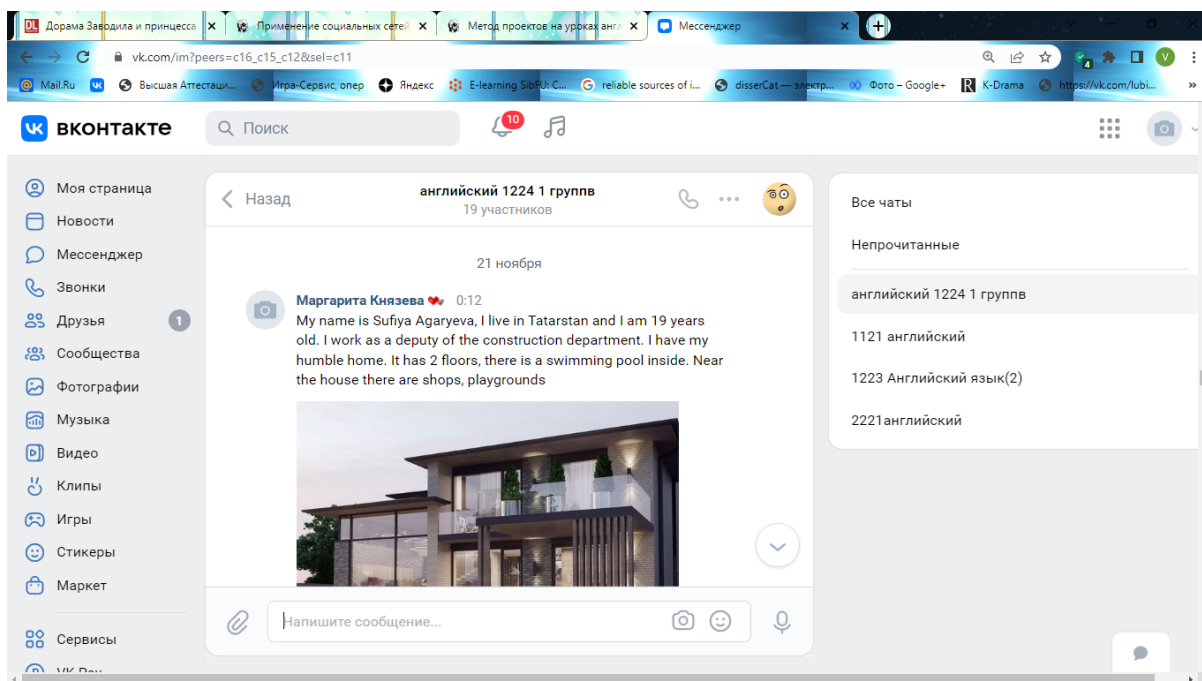 Дорама Заводила и принцесса
Применение социальных сетей
Метод проектов на уроках англ
Мессенджер
vk.com/im?peers=c16_c15_c12&sel=c11
Mail.Ru
Высшая Аттестаци...
Игра-Сервис, опер
Яндекс
E-learning SibFU: C...
reliable sources of i...
disserCat — электр...
Фото – Google+
K-Drama
https://vk.com/lubi...
вконтакте
Поиск
10
Моя страница
Новости
Мессенджер
Звонки
Друзья
1
Сообщества
Фотографии
Музыка
Видео
Клипы
Игры
Стикеры
Маркет
Сервисы
Назад
английский 1224 1 группв
19 участников
21 ноября
Маргарита Князева 0:12
My name is Sufiya Agaryeva, I live in Tatarstan and I am 19 years
old. I work as a deputy of the construction department. I have my
humble home. It has 2 floors, there is a swimming pool inside. Near
the house there are shops, playgrounds
Напишите сообщение...
Все чаты
Непрочитанные
английский 1224 1 группв
1121 английский
1223 Английский язык(2)
2221английский